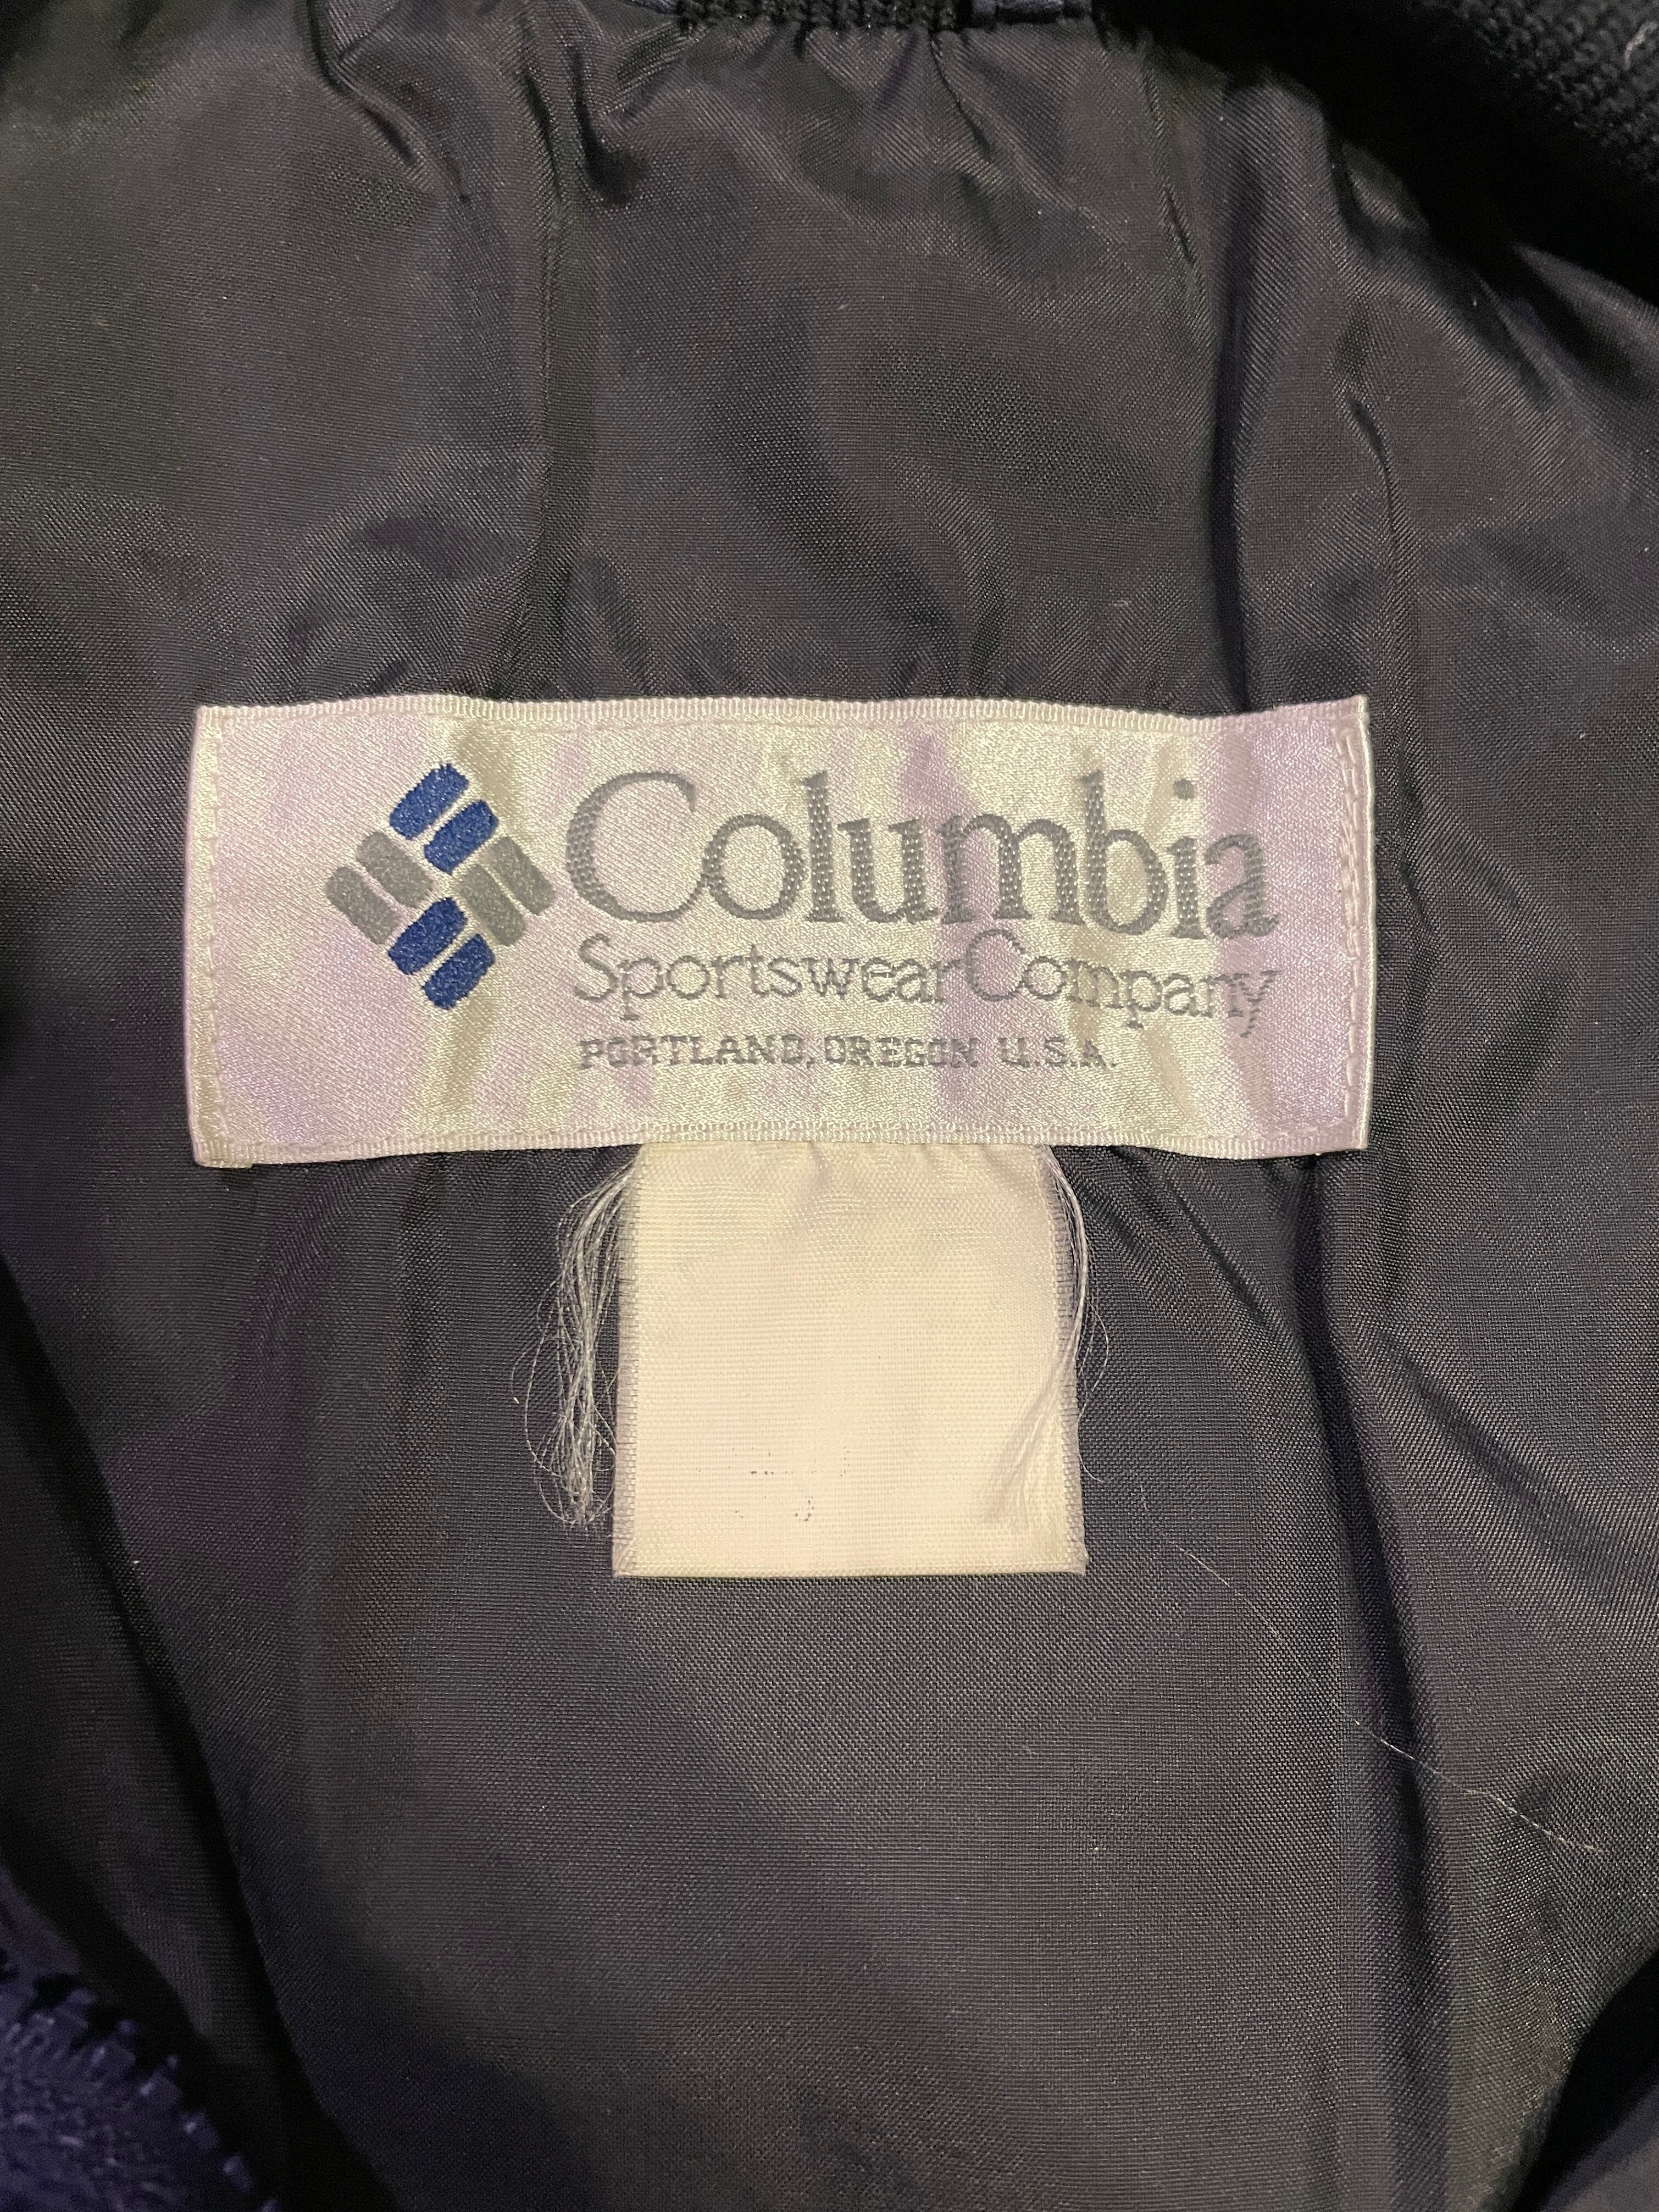 Columbia
Sportswear Company
PORTLAND, OREGON U.S.A.